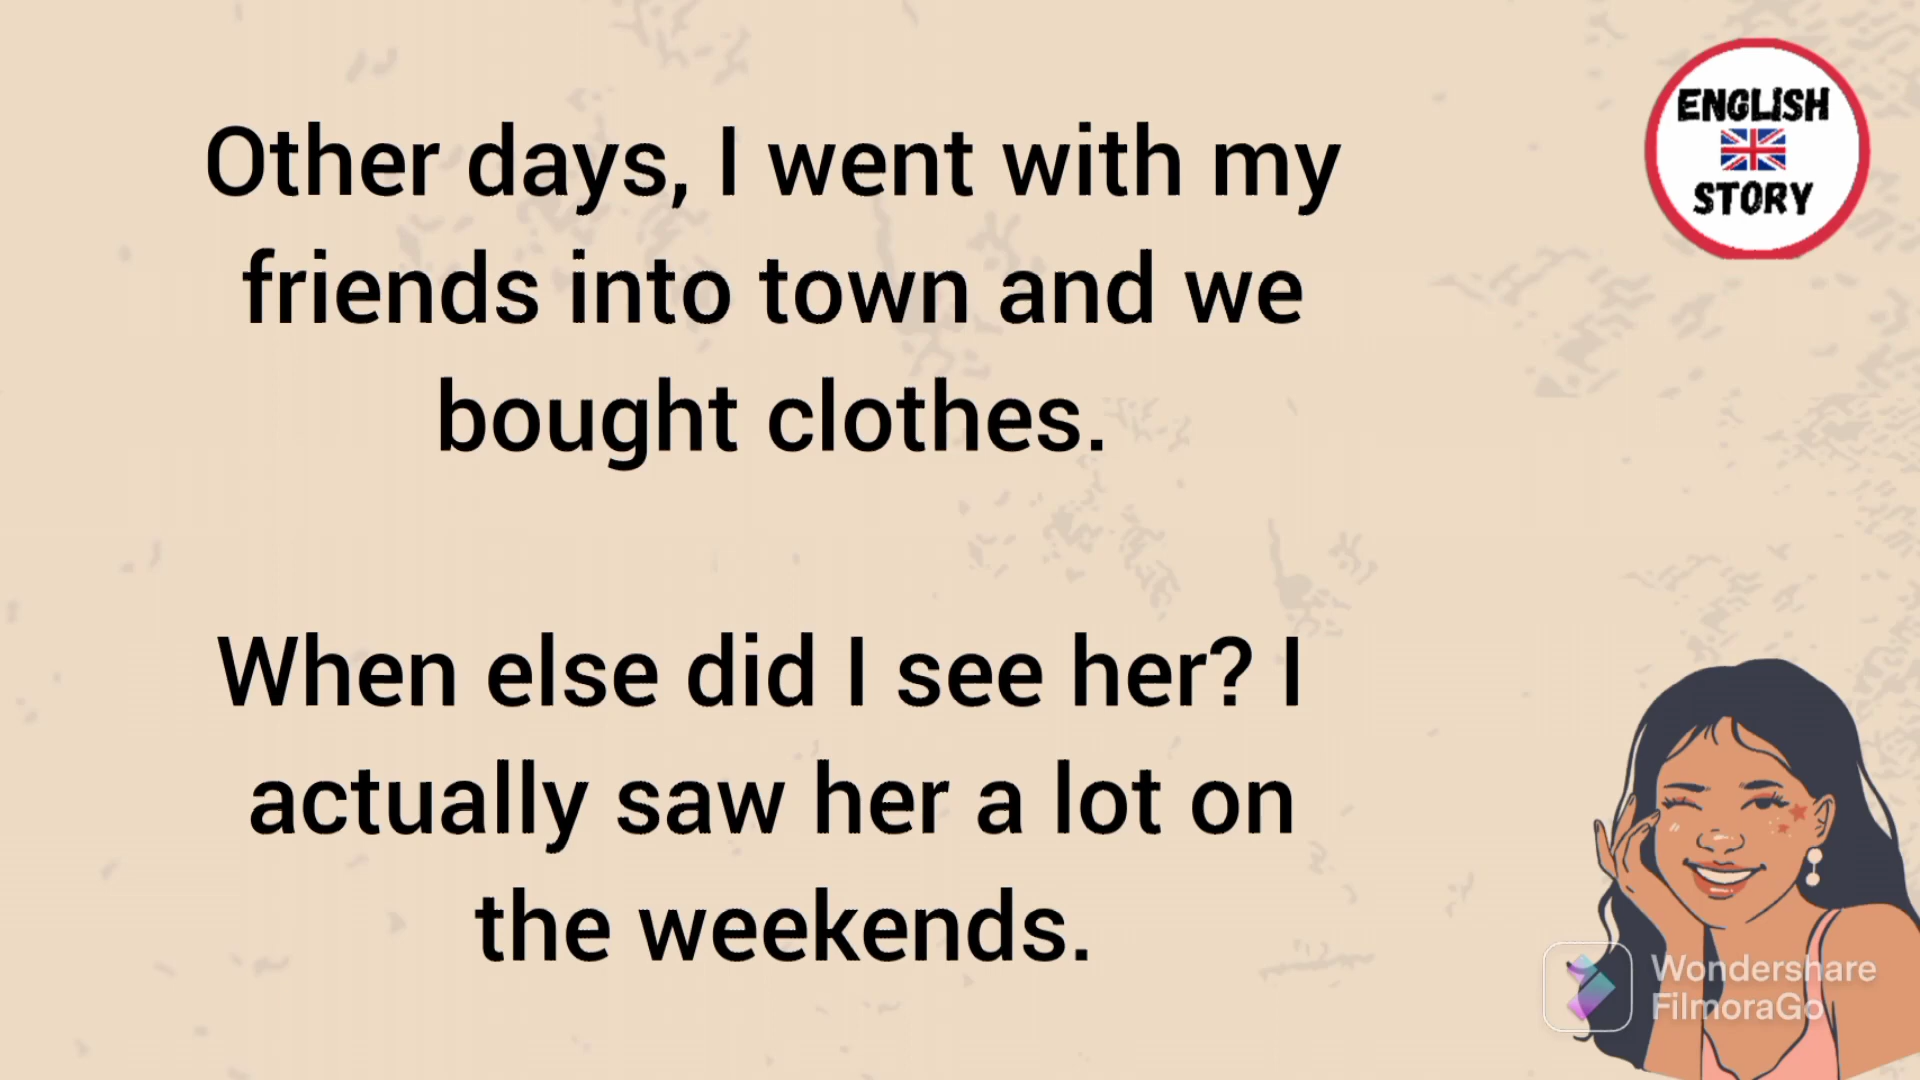 Other days, I went with my
friends into town and we
bought clothes.
When else did I see her? I
actually saw her a lot on
the weekends.
ENGLISH
STORY
Wondershare
FilmoraGo